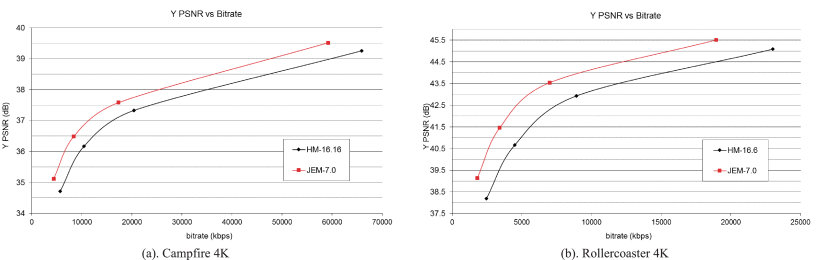 Y PSNR vs Bitrate
40
39
38
37
36
35
34
Y PSNR (dB)
HM-16.16
JEM-7.0
0 10000 20000 30000 40000 50000 60000 70000
bitrate (kbps)
(a). Campfire 4K
Y PSNR vs Bitrate
45.5
44.5
43.5
42.5
41.5
40.5
39.5
38.5
37.5
Y PSNR (dB)
HM-16.6
JEM-7.0
0 5000 10000 15000 20000 25000
bitrate (kbps)
(b). Rollercoaster 4K